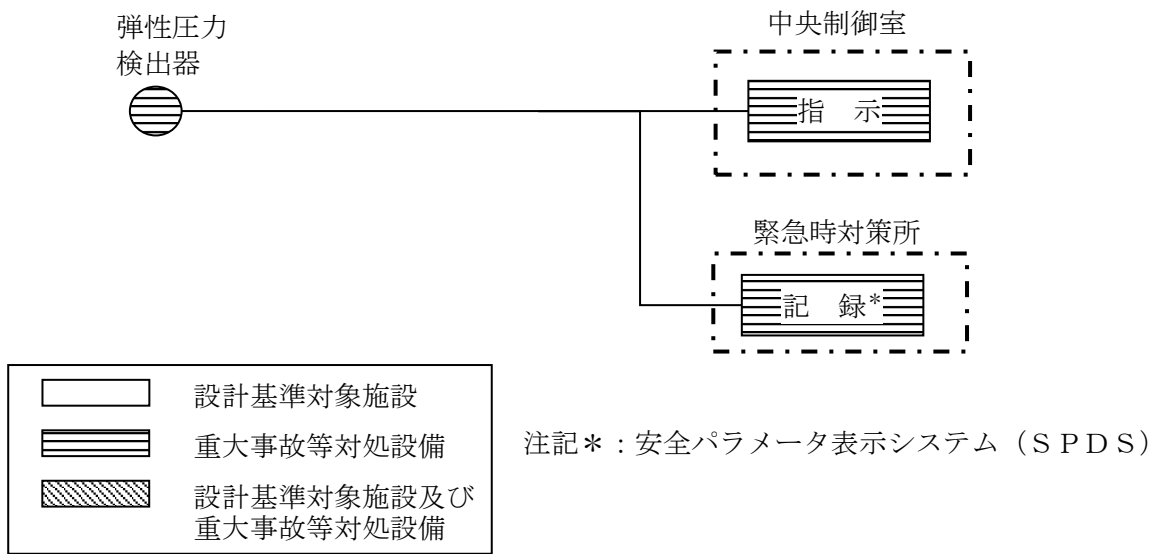 弾性圧力
検出器
中央制御室
指　示
緊急時対策所
記　録*
設計基準対象施設
重大事故等対処設備
設計基準対象施設及び
重大事故等対処設備
注記＊：安全パラメータ表示システム（ＳＰＤＳ）